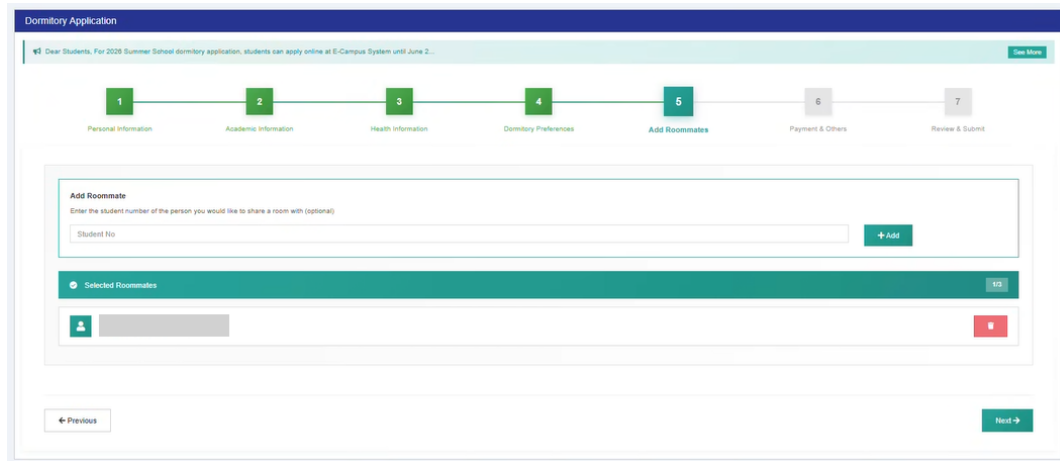 Dormitory Application
Dear Students, For 2026 Summer School dormitory application, students can apply online at E-Campus System until June 2...
See More
1
2
3
4
5
6
7
Personal Information
Academic Information
Health Information
Dormitory Preferences
Add Roommates
Payment & Others
Review & Submit
Add Roommate
Enter the student number of the person you would like to share a room with (optional)
Student No
+ Add
Selected Roommates
1/3
← Previous
Next →